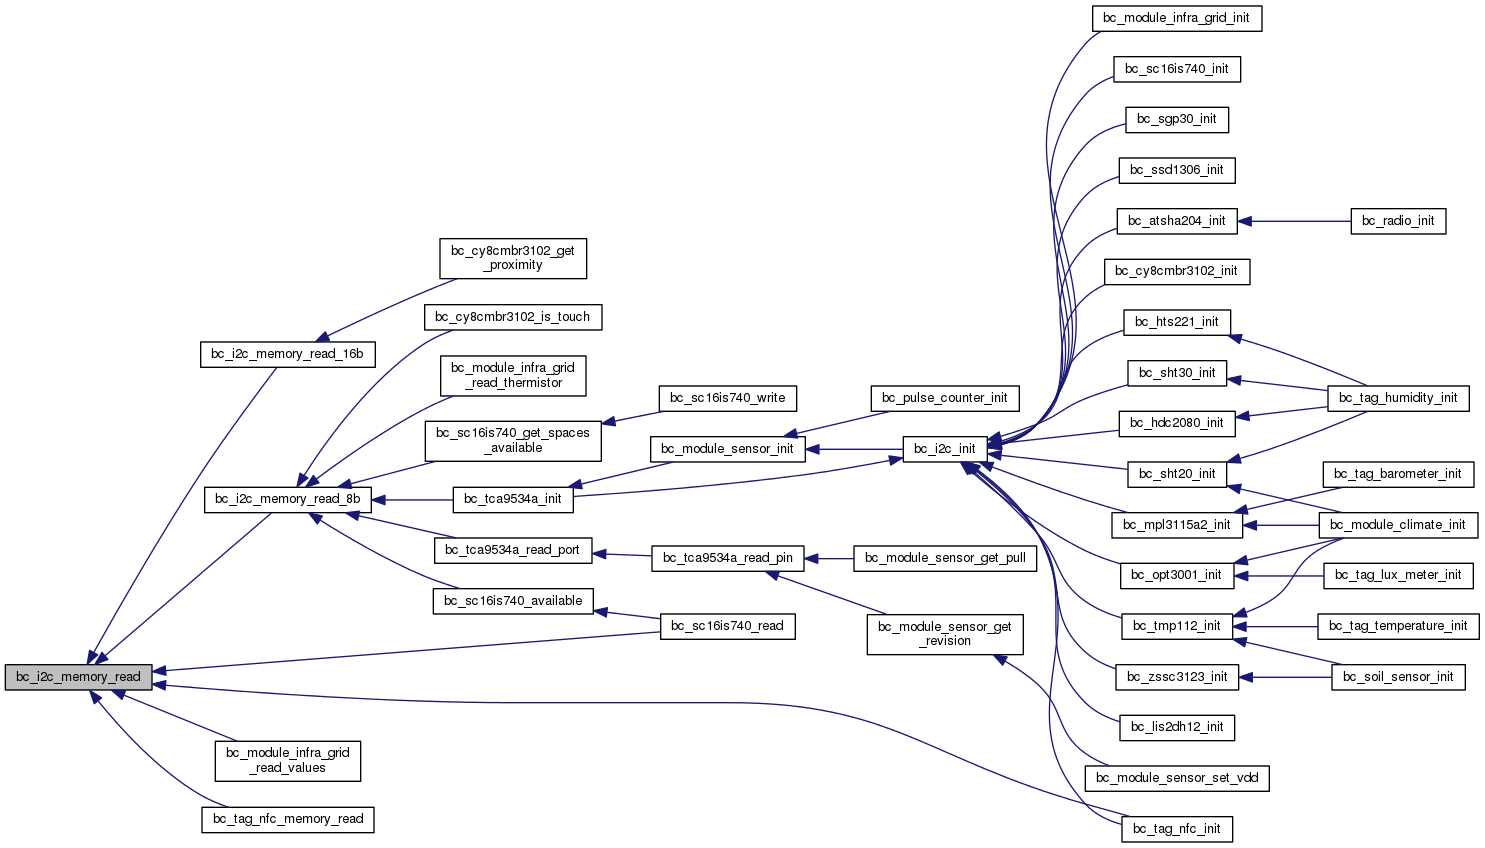 bc_module_infra_grid_init
bc_sc16is740_init
bc_sgp30_init
bc_ssd1306_init
bc_atsha204_init
bc_radio_init
bc_cy8cmbr3102_get
_proximity
bc_cy8cmbr3102_init
bc_cy8cmbr3102_is_touch
bc_hts221_init
bc_i2c_memory_read_16b
bc_module_infra_grid
_read_thermistor
bc_sht30_init
bc_sc16is740_write
bc_pulse_counter_init
bc_tag_humidity_init
bc_hdc2080_init
bc_sc16is740_get_spaces
_available
bc_module_sensor_init
bc_i2c_init
bc_sht20_init
bc_tag_barometer_init
bc_i2c_memory_read_8b
bc_tca9534a_init
bc_mpl3115a2_init
bc_module_climate_init
bc_tca9534a_read_port
bc_tca9534a_read_pin
bc_module_sensor_get_pull
bc_opt3001_init
bc_tag_lux_meter_init
bc_sc16is740_available
bc_sc16is740_read
bc_module_sensor_get
_revision
bc_tmp112_init
bc_tag_temperature_init
bc_i2c_memory_read
bc_zssc3123_init
bc_soil_sensor_init
bc_lis2dh12_init
bc_module_infra_grid
_read_values
bc_module_sensor_set_vdd
bc_tag_nfc_memory_read
bc_tag_nfc_init